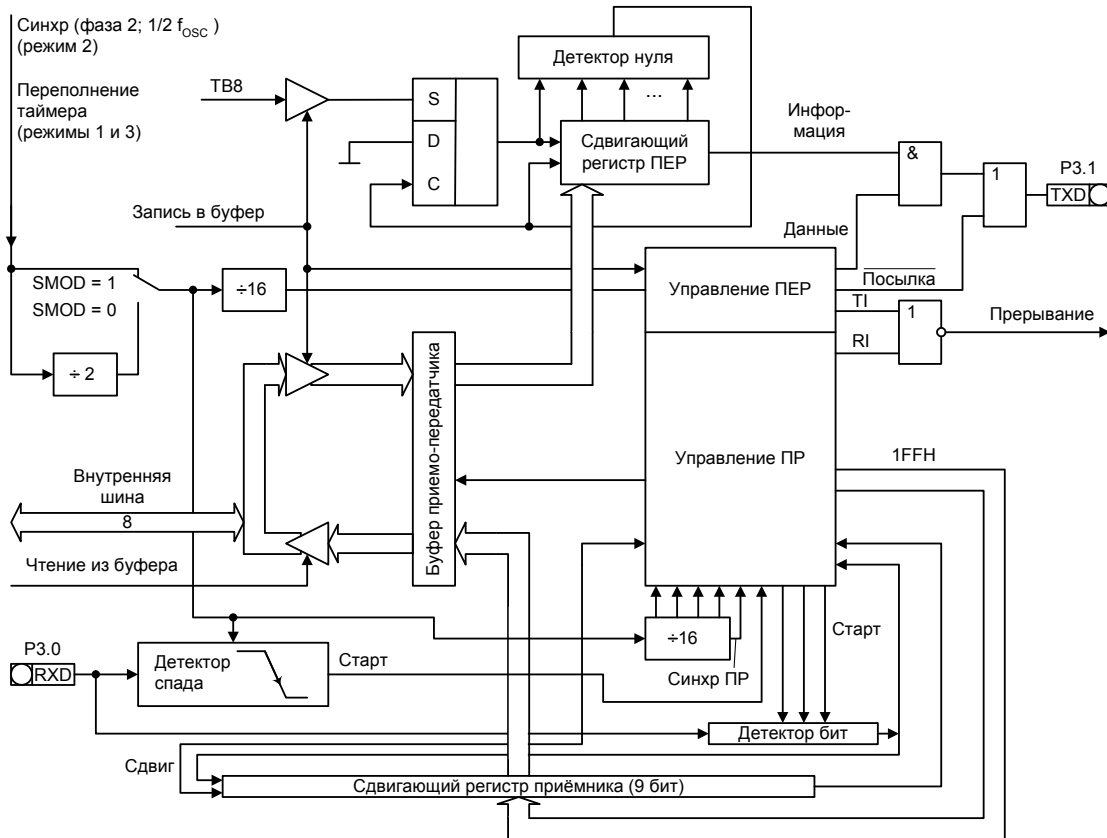 Синхр (фаза 2; 1/2 fOSC )
(режим 2)
Переполнение
таймера
(режимы 1 и 3)
TB8
S
D
C
Детектор нуля
...
Сдвигающий
регистр ПЕР
Инфор-
мация
&
1
P3.1
TXD
Запись в буфер
Данные
Посылка
SMOD = 1
SMOD = 0
÷16
÷ 2
Управление ПЕР
TI
RI
1
Прерывание
Буфер приемо-передатчика
Управление ПР
1FFH
Внутренняя
шина
8
Чтение из буфера
÷16
Синхр ПР
Старт
P3.0
RXD
Детектор
спада
Старт
Детектор бит
Сдвиг
Сдвигающий регистр приёмника (9 бит)